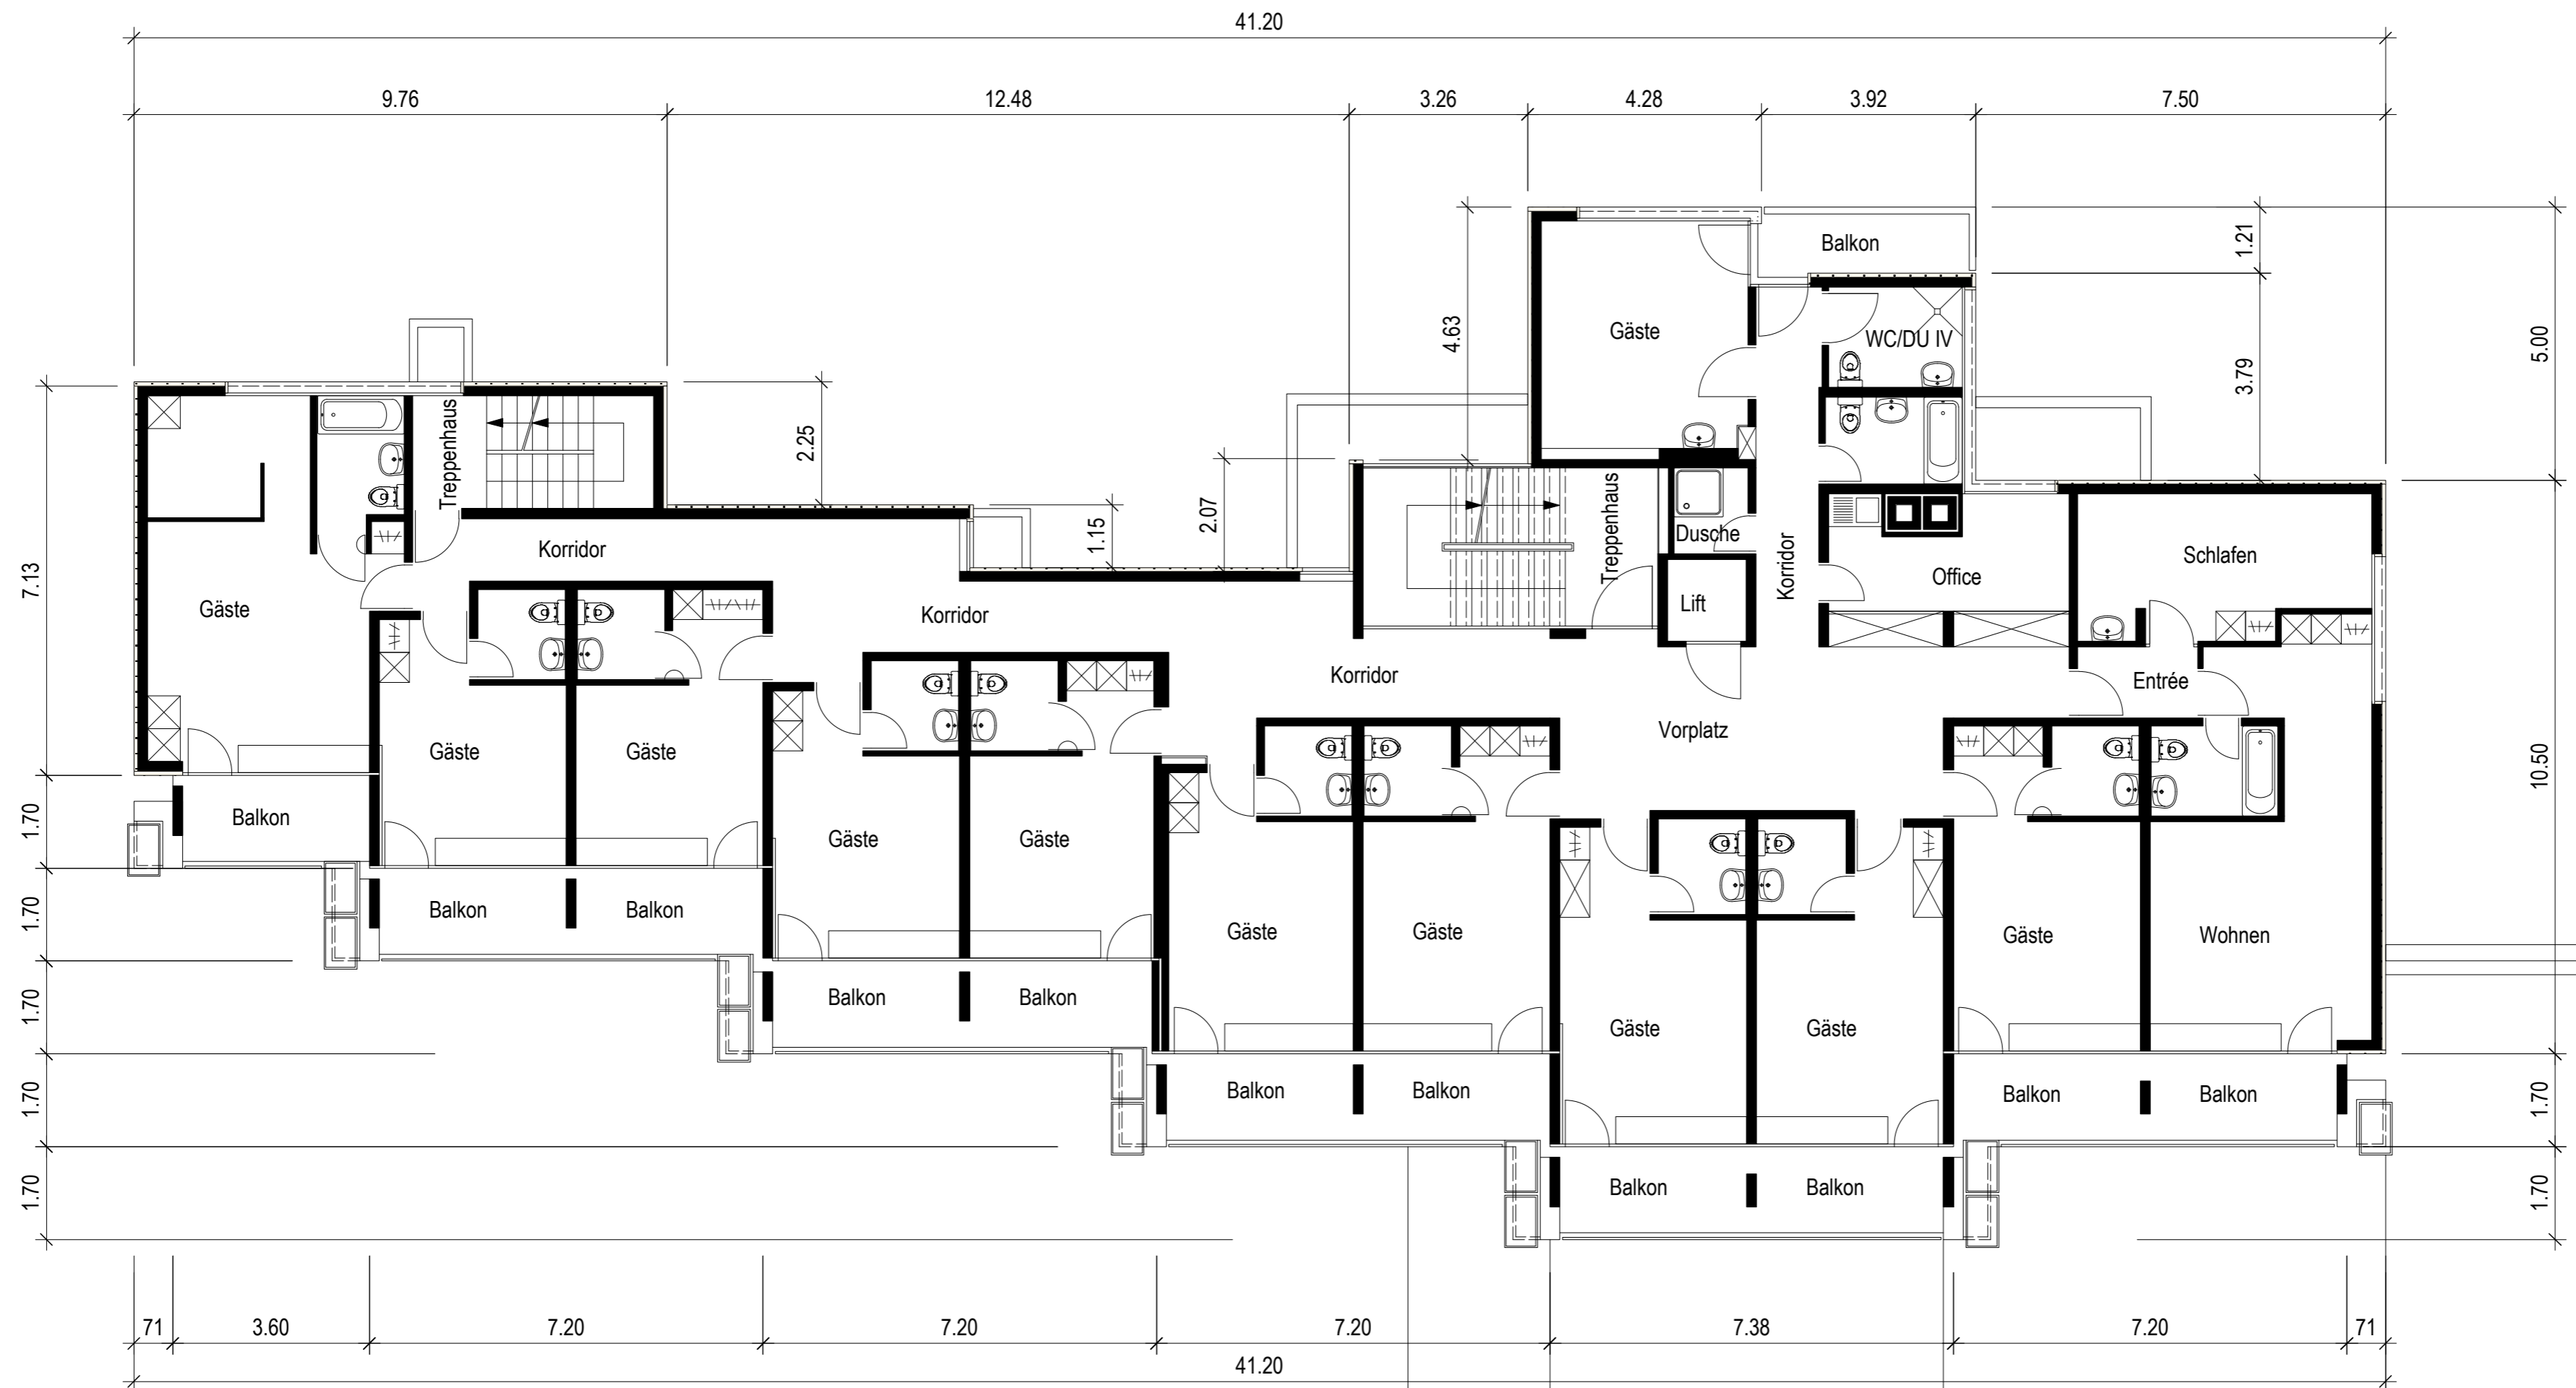 41.20
9.76 12.48 3.26 4.28 3.92 7.50
Balkon
1.21
Gäste
4.63
WC/DU IV
5.00
3.79
Treppenhaus
2.25
Treppenhaus
2.07
1.15
Dusche
Korridor
Korridor
Schlafen
7.13
Office
Gäste
Lift
Korridor
Korridor
Entrée
Vorplatz
Gäste
Gäste
10.50
1.70
Balkon
Gäste
Gäste
1.70
Balkon
Balkon
Gäste
Gäste
Gäste
Wohnen
1.70
Balkon
Balkon
Gäste
Gäste
1.70
Balkon
Balkon
Balkon
Balkon
1.70
1.70
Balkon
Balkon
1.70
71 3.60 7.20 7.20 7.20 7.38 7.20 71
41.20